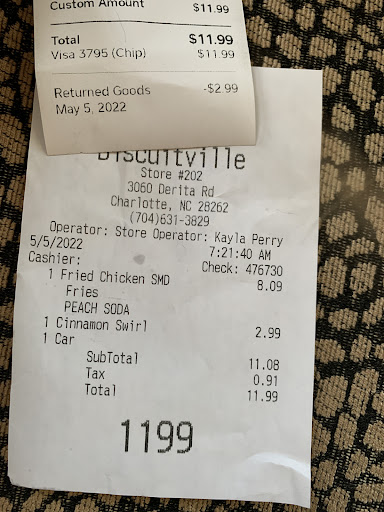 Custom Amount $11.99
Total $11.99
Visa 3795 (Chip) $11.99
Returned Goods -$2.99
May 5, 2022
Biscuitville
Store #202
3060 Derita Rd
Charlotte, NC 28262
(704)631-3829
Operator: Store Operator: Kayla Perry
5/5/2022 7:21:40 AM
Cashier: Check: 476730
1 Fried Chicken SMD 8.09
Fries
PEACH SODA
1 Cinnamon Swirl 2.99
1 Car
SubTotal 11.08
Tax 0.91
Total 11.99
1199